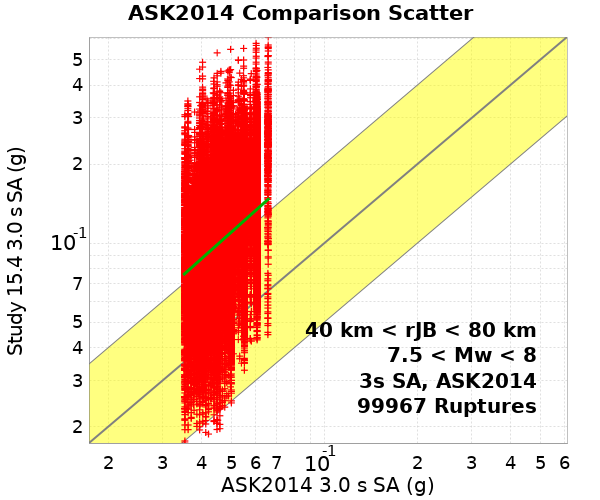 ASK2014 Comparison Scatter
Study 15.4 3.0 s SA (g)
5
4
3
2
10-1
7
5
4
3
2
40 km < rJB < 80 km
7.5 < Mw < 8
3s SA, ASK2014
99967 Ruptures
2 3 4 5 6 7 10-1 2 3 4 5 6
ASK2014 3.0 s SA (g)